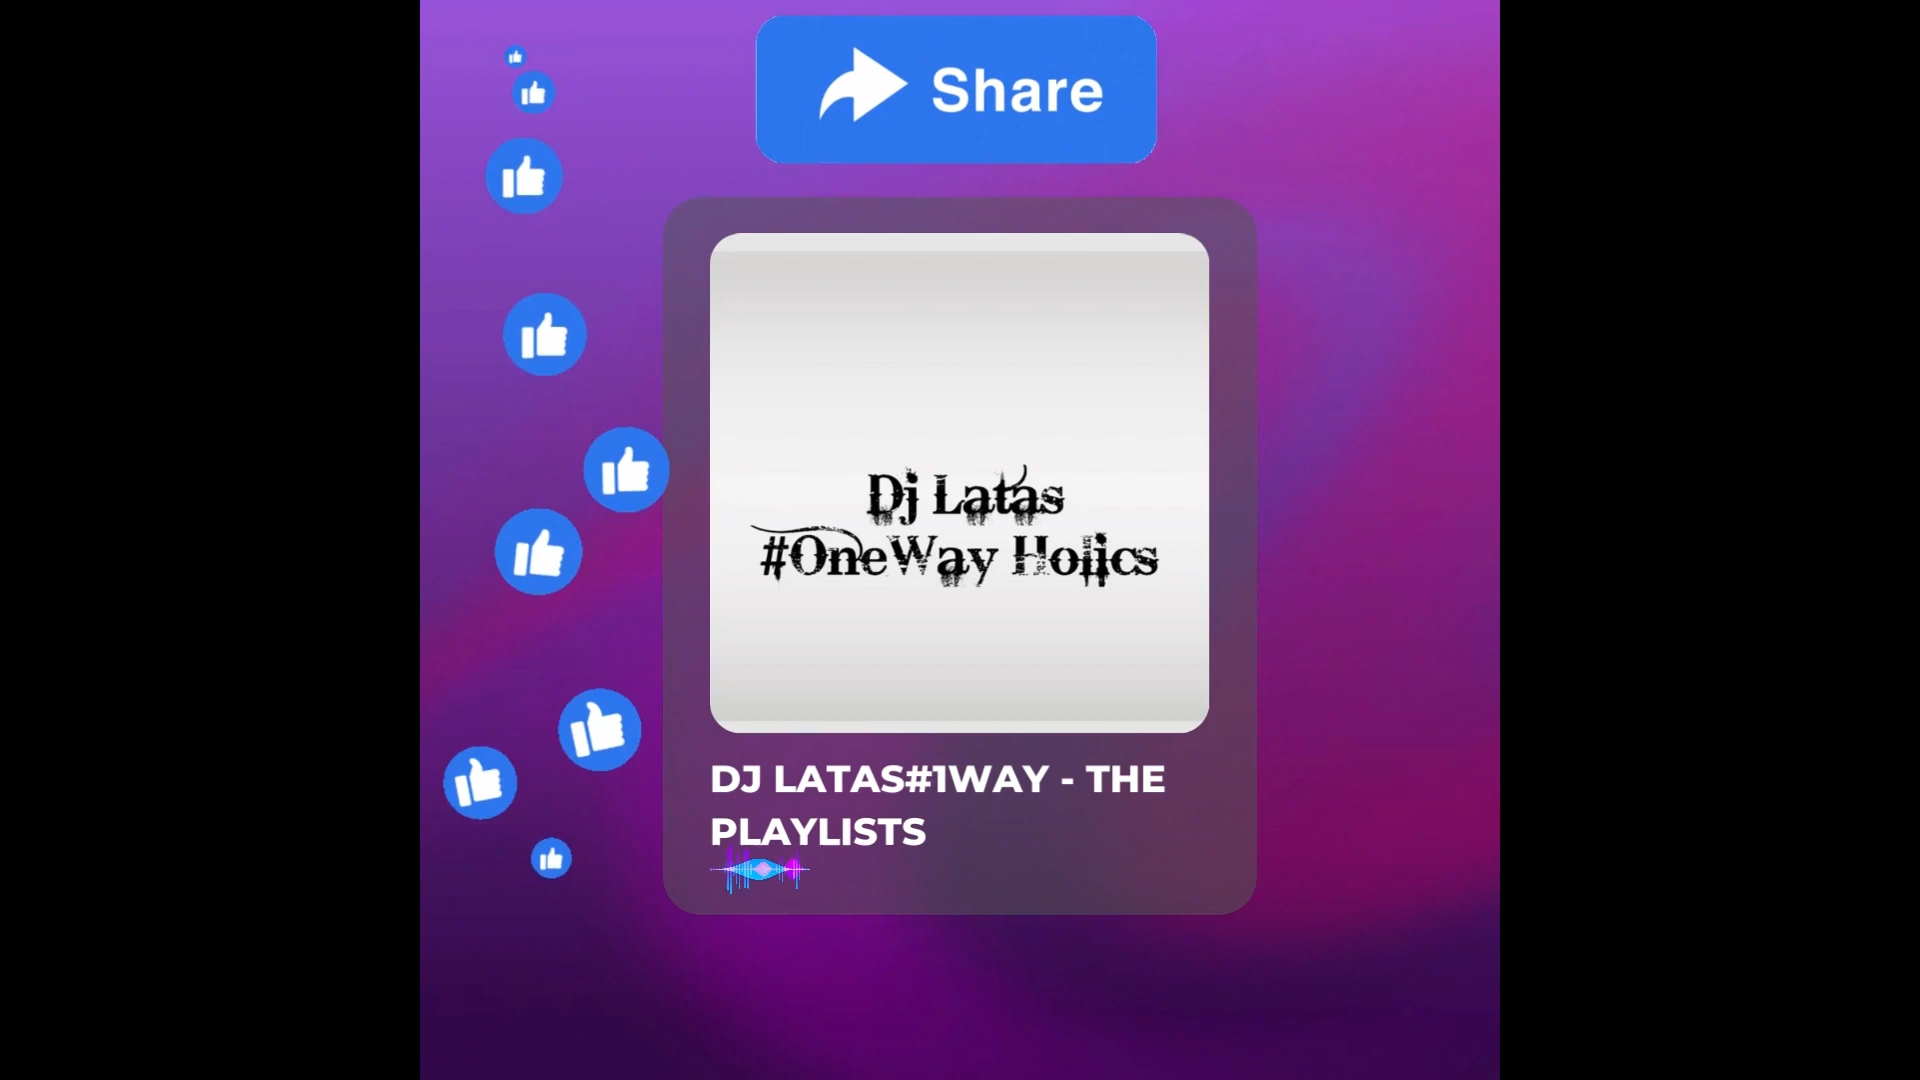 Share
Dj Latas
#OneWay Holics
DJ LATAS#1WAY - THE
PLAYLISTS